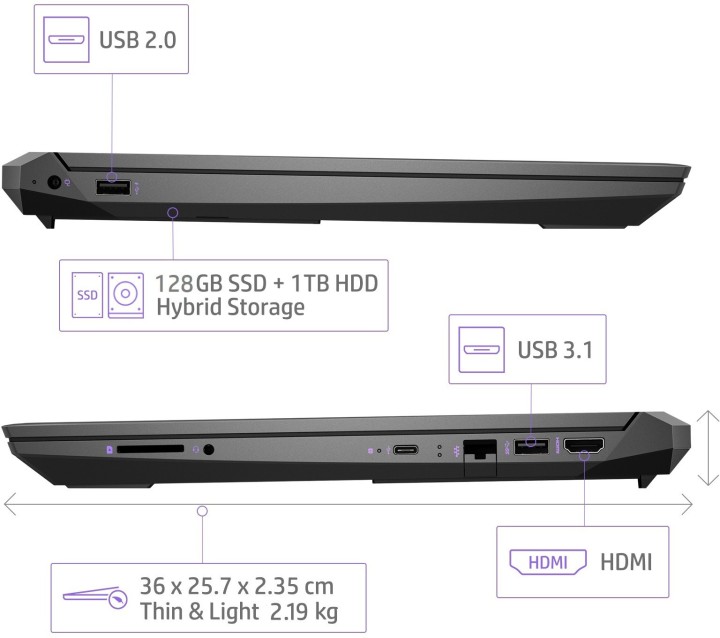 USB 2.0
SSD
128GB SSD + 1TB HDD
Hybrid Storage
USB 3.1
HDMI
HDMI
36 x 25.7 x 2.35 cm
Thin & Light 2.19 kg